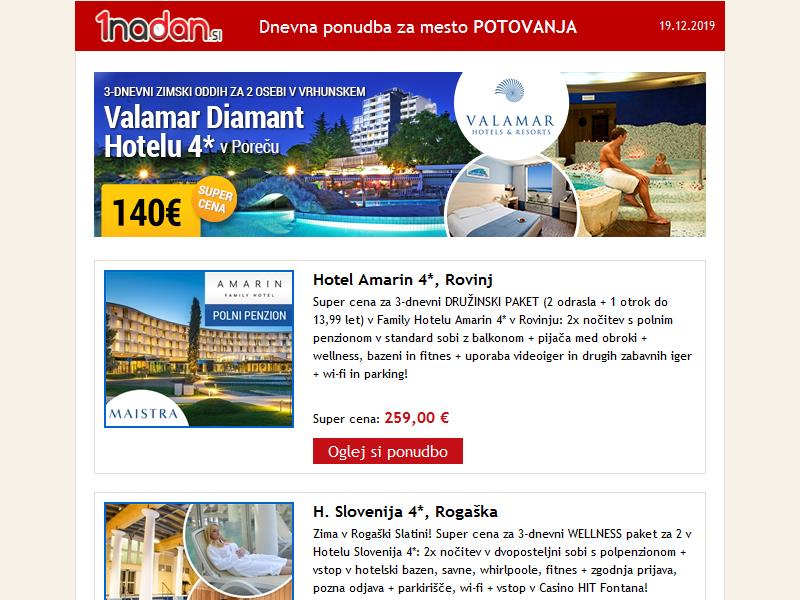 1nadan.si
Dnevna ponudba za mesto POTOVANJA
19.12.2019
3-DNEVNI ZIMSKI ODDIH ZA 2 OSEBI V VRHUNSKEM
Valamar Diamant
Hotelu 4* v Poreču
140€
SUPER
CENA
VALAMAR
HOTELS & RESORTS
AMARIN
FAMILY HOTEL
POLNI PENZION
MAISTRA
Hotel Amarin 4*, Rovinj
Super cena za 3-dnevni DRUŽINSKI PAKET (2 odrasla + 1 otrok do
13,99 let) v Family Hotelu Amarin 4* v Rovinju: 2x nočitev s polnim
penzionom v standard sobi z balkonom + pijača med obroki +
wellness, bazeni in fitnes + uporaba videoiger in drugih zabavnih iger
+ wi-fi in parking!
Super cena: 259,00 €
Oglej si ponudbo
H. Slovenija 4*, Rogaška
Zima v Rogaški Slatini! Super cena za 3-dnevni WELLNESS paket za 2 v
Hotelu Slovenija 4*: 2x nočitev v dvoposteljni sobi s polpenzionom +
vstop v hotelski bazen, savne, whirlpoole, fitnes + zgodnja prijava,
pozna odjava + parkirišče, wi-fi + vstop v Casino HIT Fontana!